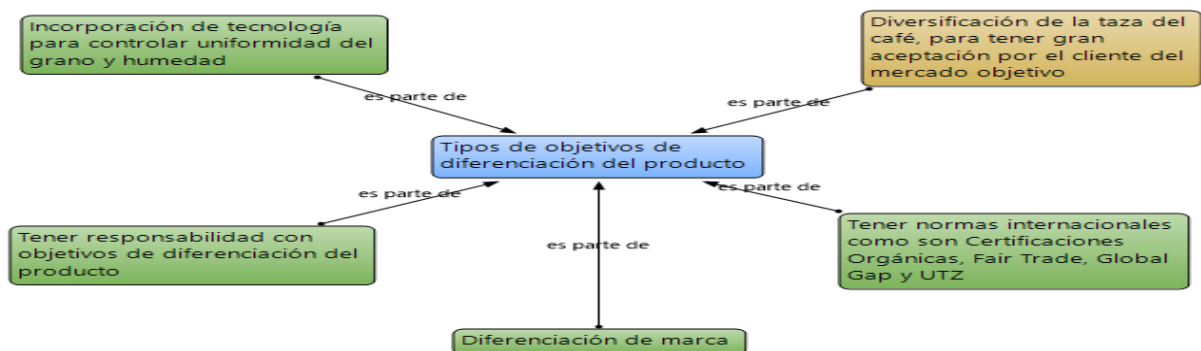 Incorporación de tecnología
para controlar uniformidad del
grano y humedad
Diversificación de la taza del
café, para tener gran
aceptación por el cliente del
mercado objetivo
es parte de
es parte de
Tipos de objetivos de
diferenciación del producto
es parte de
es parte de
Tener responsabilidad con
objetivos de diferenciación del
producto
es parte de
Tener normas internacionales
como son Certificaciones
Orgánicas, Fair Trade, Global
Gap y UTZ
Diferenciación de marca